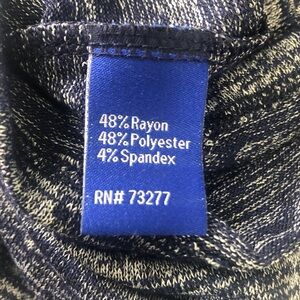 48% Rayon
48% Polyester
4% Spandex
RN# 73277